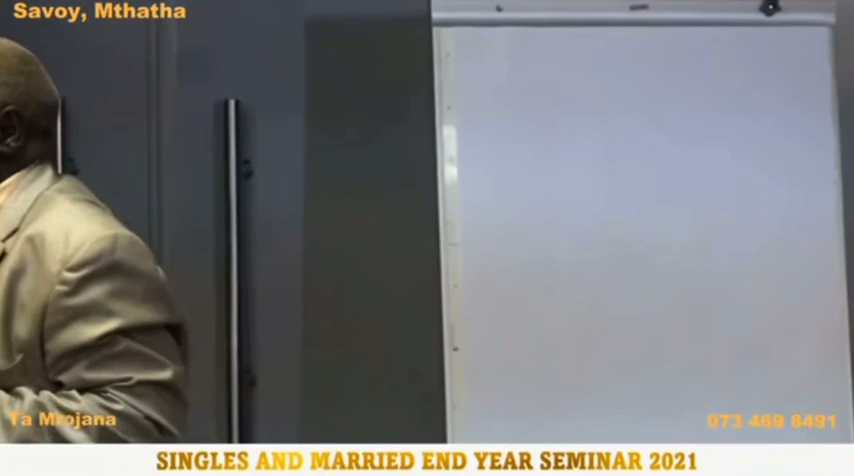 Savoy, Mthatha
Ta Mrojana
073 469 8491
SINGLES AND MARRIED END YEAR SEMINAR 2021